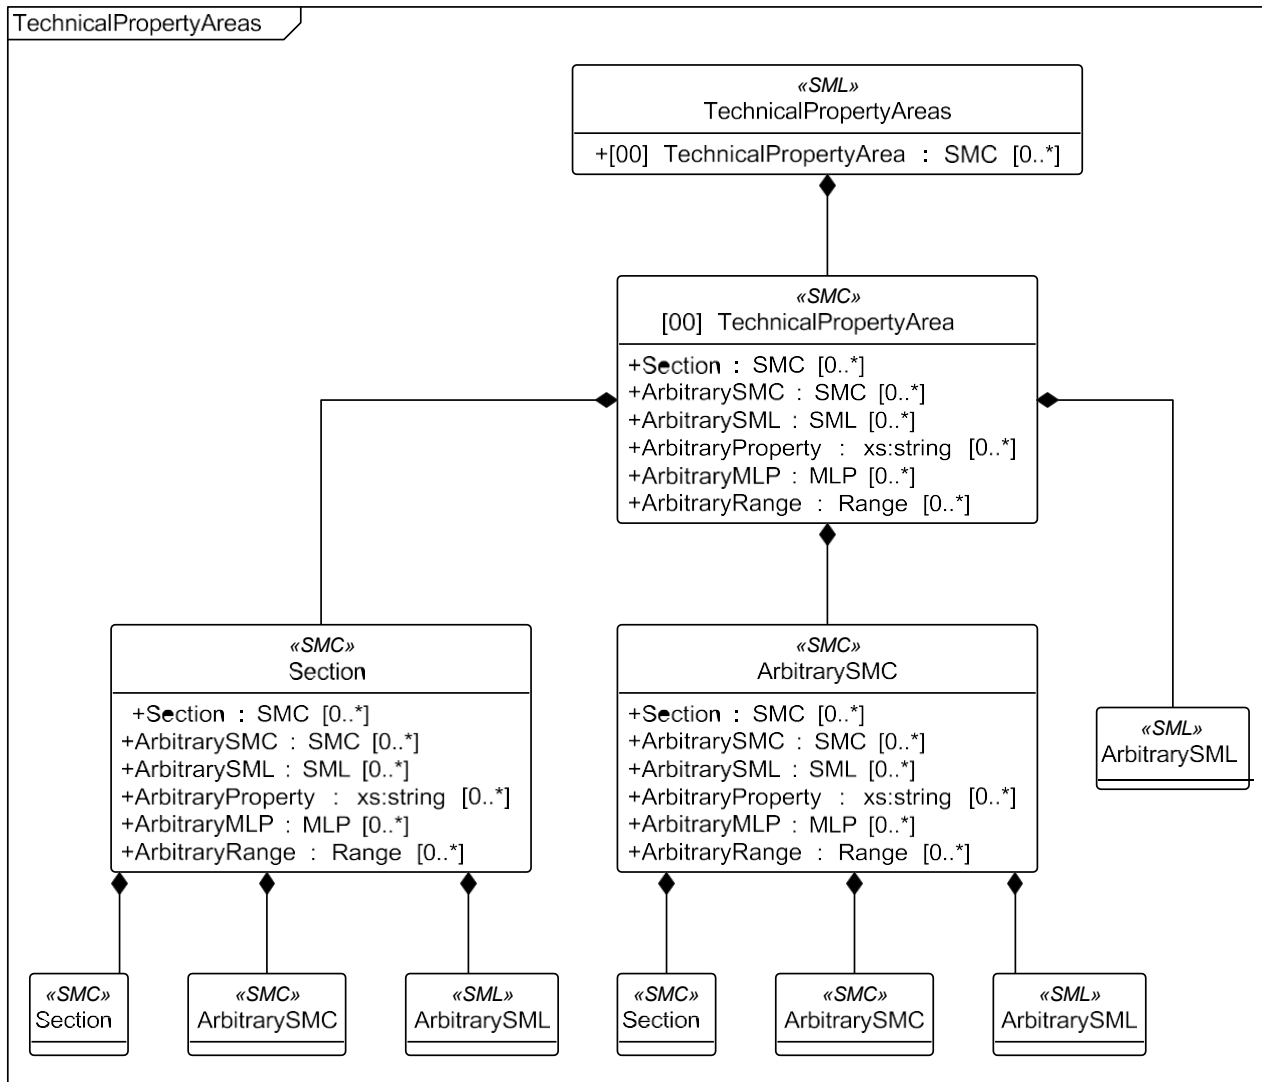 TechnicalPropertyAreas
«SML»
TechnicalPropertyAreas
+[00] TechnicalPropertyArea : SMC [0..*]
«SMC»
[00] TechnicalPropertyArea
+Section : SMC [0..*]
+ArbitrarySMC : SMC [0..*]
+ArbitrarySML : SML [0..*]
+ArbitraryProperty : xs:string [0..*]
+ArbitraryMLP : MLP [0..*]
+ArbitraryRange : Range [0..*]
«SMC»
Section
+Section : SMC [0..*]
+ArbitrarySMC : SMC [0..*]
+ArbitrarySML : SML [0..*]
+ArbitraryProperty : xs:string [0..*]
+ArbitraryMLP : MLP [0..*]
+ArbitraryRange : Range [0..*]
«SMC»
ArbitrarySMC
+Section : SMC [0..*]
+ArbitrarySMC : SMC [0..*]
+ArbitrarySML : SML [0..*]
+ArbitraryProperty : xs:string [0..*]
+ArbitraryMLP : MLP [0..*]
+ArbitraryRange : Range [0..*]
«SML»
ArbitrarySML
«SMC»
Section
«SMC»
ArbitrarySMC
«SML»
ArbitrarySML
«SMC»
Section
«SMC»
ArbitrarySMC
«SML»
ArbitrarySML